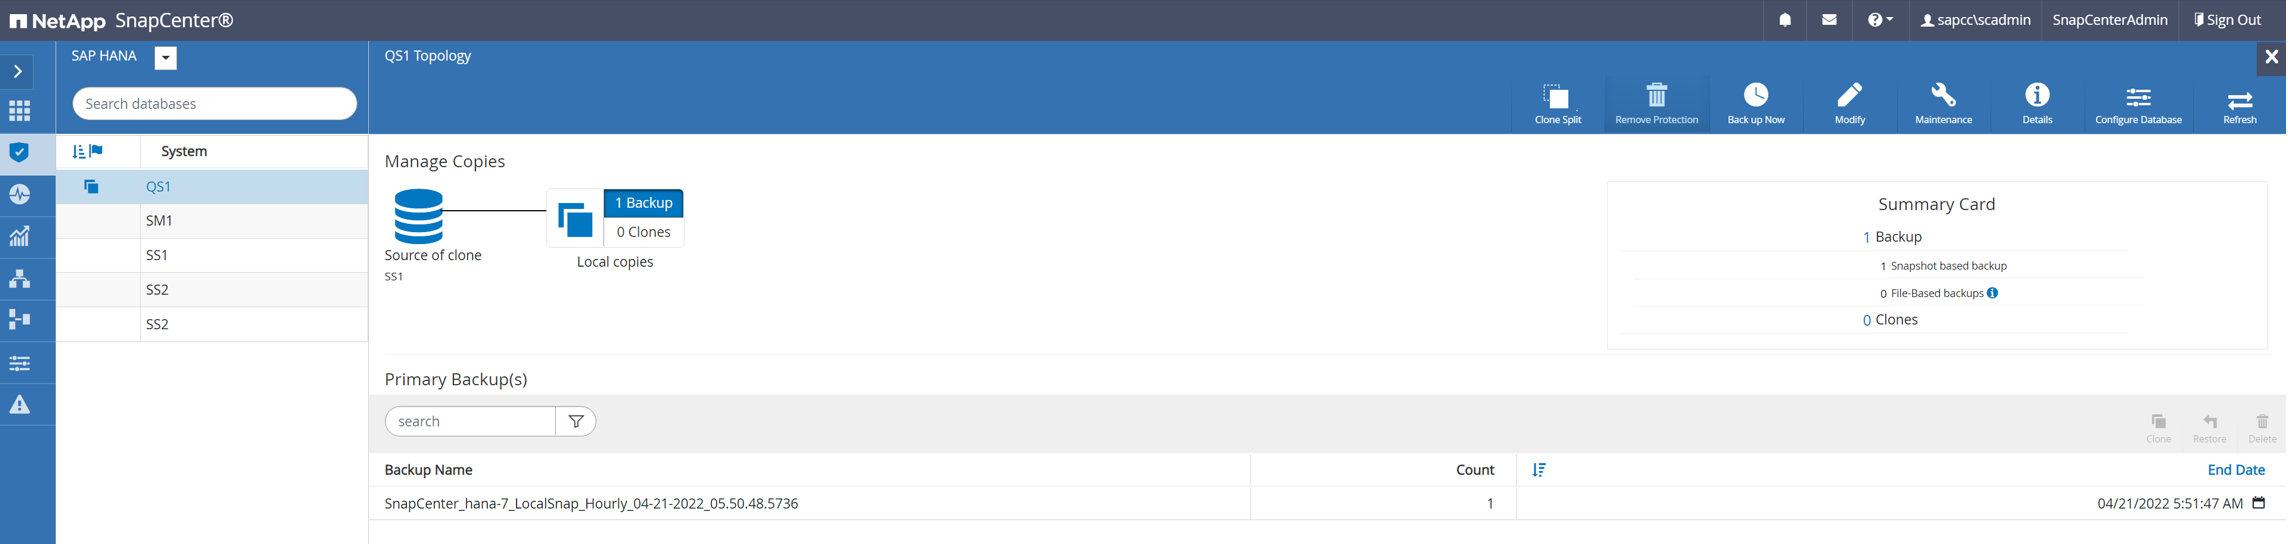 NetApp SnapCenter®
sapcc\scadmin
SnapCenterAdmin
Sign Out
SAP HANA
Search databases
System
QS1
SM1
SS1
SS2
SS2
QS1 Topology
Clone Split
Remove Protection
Back up Now
Modify
Maintenance
Details
Configure Database
Refresh
Manage Copies
1 Backup
0 Clones
Source of clone
SS1
Local copies
Summary Card
1 Backup
1 Snapshot based backup
0 File-Based backups
0 Clones
Primary Backup(s)
search
Clone
Restore
Delete
Backup Name
Count
End Date
SnapCenter_hana-7_LocalSnap_Hourly_04-21-2022_05.50.48.5736
1
04/21/2022 5:51:47 AM